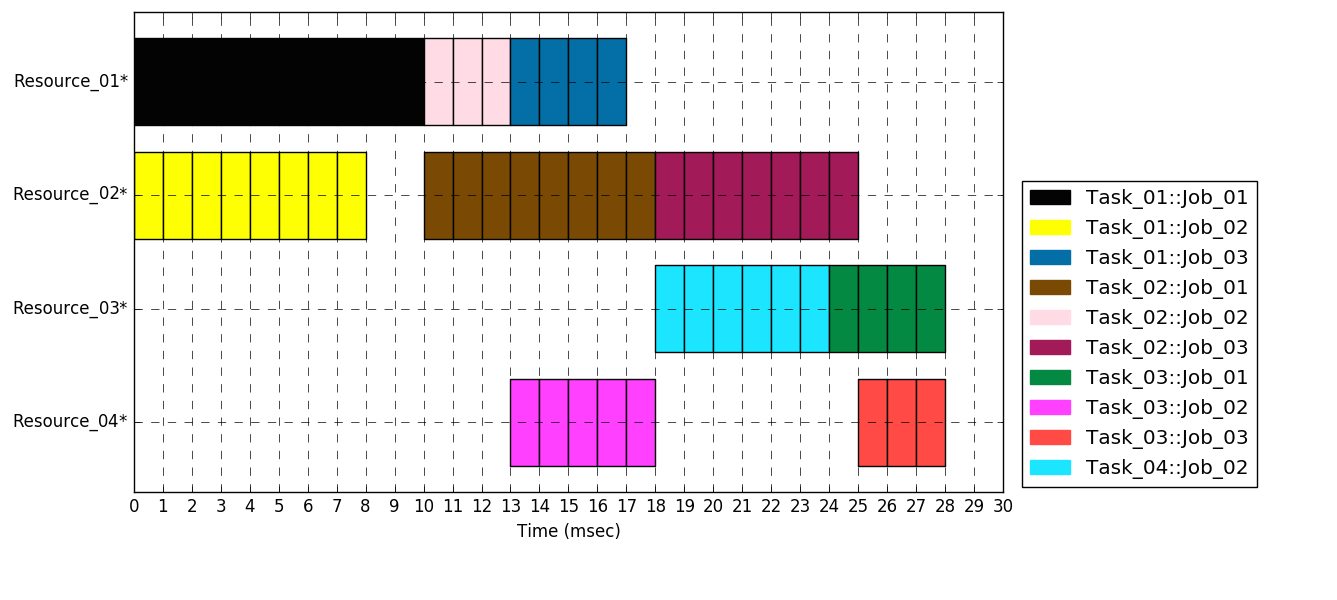 Resource_01*
Resource_02*
Resource_03*
Resource_04*
0 1 2 3 4 5 6 7 8 9 10 11 12 13 14 15 16 17 18 19 20 21 22 23 24 25 26 27 28 29 30
Time (msec)
Task_01::Job_01
Task_01::Job_02
Task_01::Job_03
Task_02::Job_01
Task_02::Job_02
Task_02::Job_03
Task_03::Job_01
Task_03::Job_02
Task_03::Job_03
Task_04::Job_02